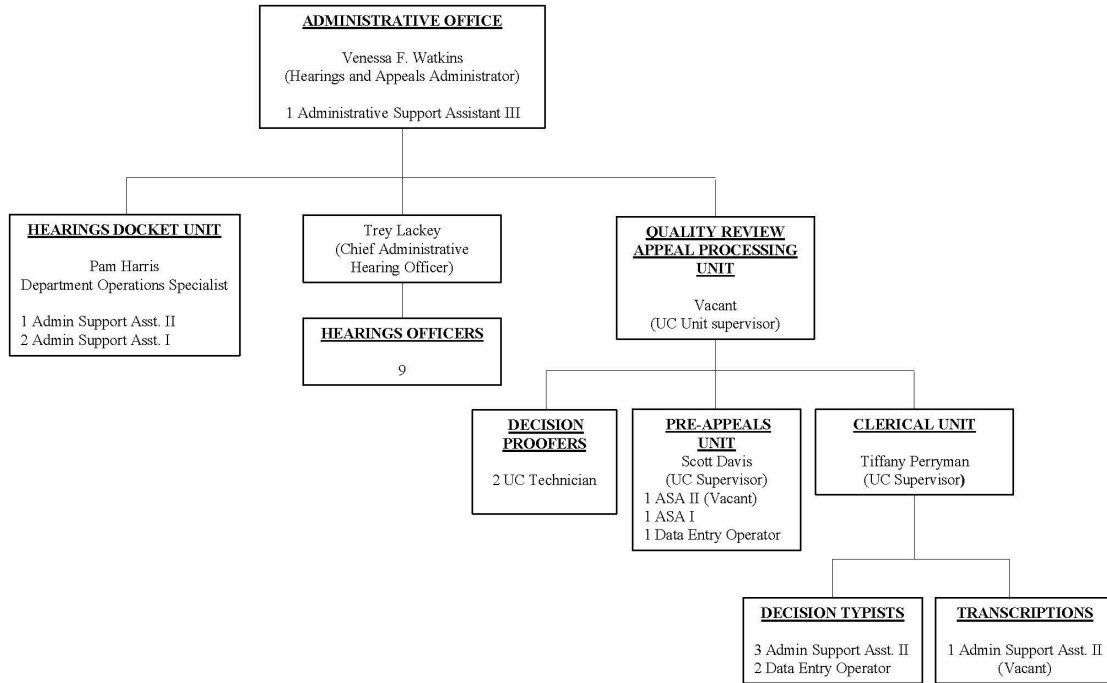 ADMINISTRATIVE OFFICE
Venessa F. Watkins
(Hearings and Appeals Administrator)
1 Administrative Support Assistant III
HEARINGS DOCKET UNIT
Pam Harris
Department Operations Specialist
1 Admin Support Asst. II
2 Admin Support Asst. I
Trey Lackey
(Chief Administrative
Hearing Officer)
HEARINGS OFFICERS
9
QUALITY REVIEW
APPEAL PROCESSING
UNIT
Vacant
(UC Unit supervisor)
DECISION
PROOFERS
2 UC Technician
PRE-APPEALS
UNIT
Scott Davis
(UC Supervisor)
1 ASA II (Vacant)
1 ASA I
1 Data Entry Operator
CLERICAL UNIT
Tiffany Perryman
(UC Supervisor)
DECISION TYPISTS
3 Admin Support Asst. II
2 Data Entry Operator
TRANSCRIPTIONS
1 Admin Support Asst. II
(Vacant)